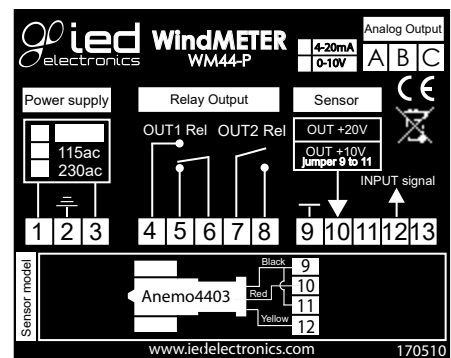 ied
electronics
WindMETER
WM44-P
4-20mA
0-10V
Analog Output
A B C
CE
Power supply
115ac
230ac
Relay Output
OUT1 Rel OUT2 Rel
Sensor
OUT +20V
OUT +10V
Jumper 9 to 11
INPUT signal
1 2 3 4 5 6 7 8 9 10 11 12 13
Sensor model
Anemo4403
Black
Red
Yellow
9
10
11
12
www.iedelectronics.com
170510